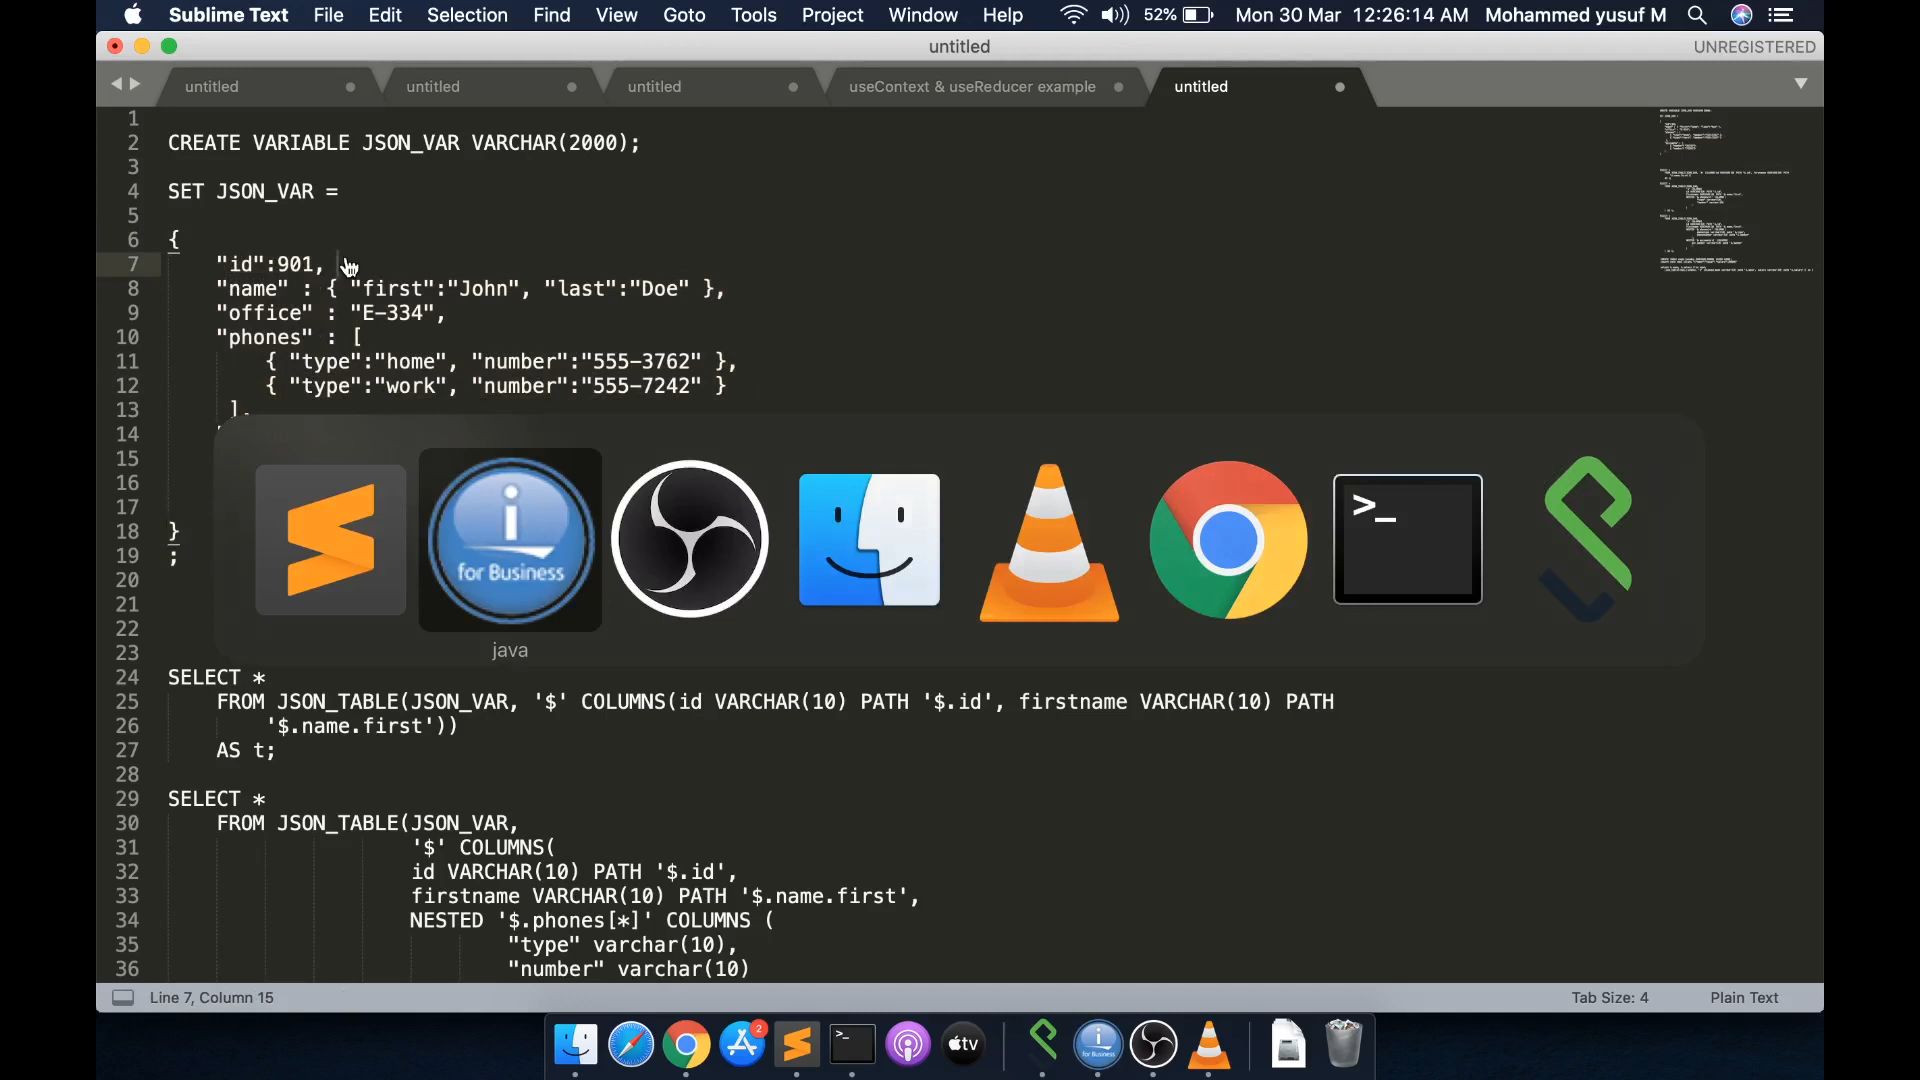 Sublime Text File Edit Selection Find View Goto Tools Project Window Help 52% Mon 30 Mar 12:26:14 AM Mohammed yusuf M
untitled UNREGISTERED
untitled untitled untitled useContext & useReducer example untitled
1
2 CREATE VARIABLE JSON_VAR VARCHAR(2000);
3
4 SET JSON_VAR =
5
6 {
7 "id":901,
8 "name" : { "first":"John", "last":"Doe" },
9 "office" : "E-334",
10 "phones" : [
11 { "type":"home", "number":"555-3762" },
12 { "type":"work", "number":"555-7242" }
13 ],
14
15
16
17
18 }
19 ;
20
21
22
23
for Business
>_
java
24 SELECT *
25 FROM JSON_TABLE(JSON_VAR, '$' COLUMNS(id VARCHAR(10) PATH '$.id', firstname VARCHAR(10) PATH
26 '$.name.first'))
27 AS t;
28
29 SELECT *
30 FROM JSON_TABLE(JSON_VAR,
31 '$' COLUMNS(
32 id VARCHAR(10) PATH '$.id',
33 firstname VARCHAR(10) PATH '$.name.first',
34 NESTED '$.phones[*]' COLUMNS (
35 "type" varchar(10),
36 "number" varchar(10)
Line 7, Column 15 Tab Size: 4 Plain Text
2
tv
for Business